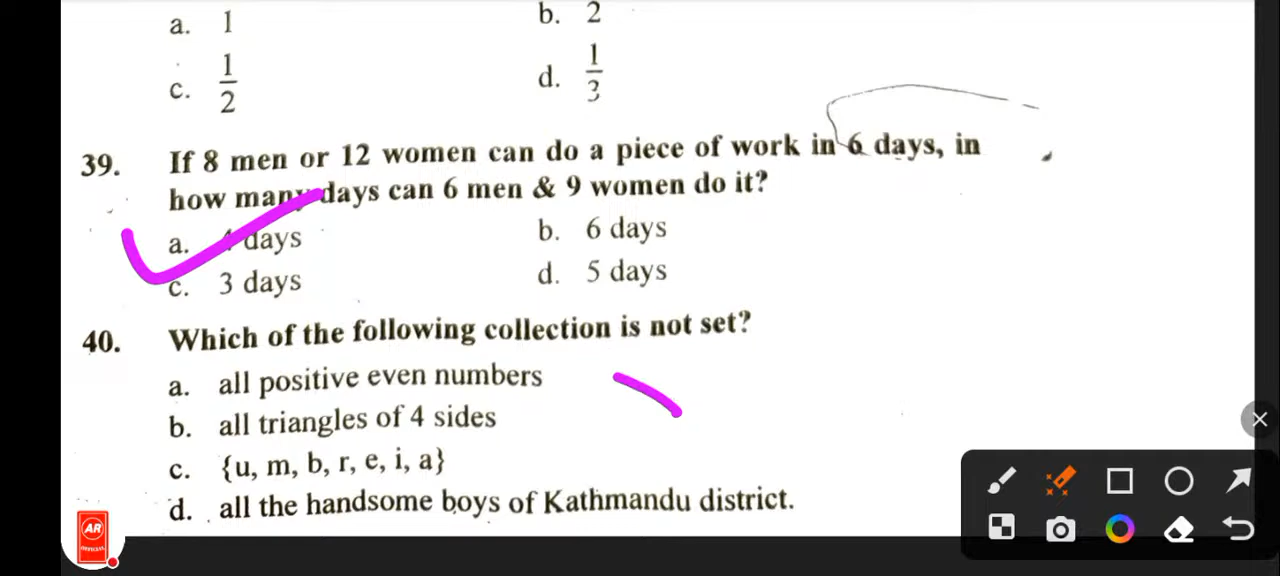 a. 1 b. 2
c. 1/2 d. 1/3
39. If 8 men or 12 women can do a piece of work in 6 days, in
how many days can 6 men & 9 women do it?
a. days b. 6 days
c. 3 days d. 5 days
40. Which of the following collection is not set?
a. all positive even numbers
b. all triangles of 4 sides
c. {u, m, b, r, e, i, a}
d. all the handsome boys of Kathmandu district.
AR